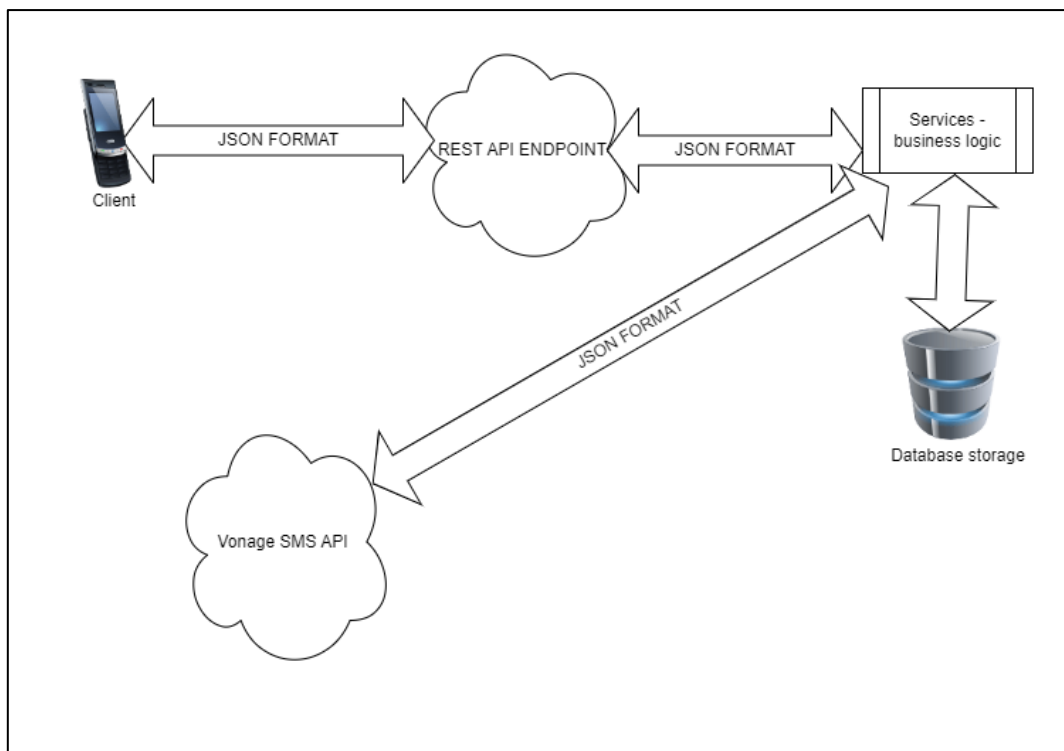 JSON FORMAT
REST API ENDPOINT
JSON FORMAT
Services -
business logic
Client
JSON FORMAT
Database storage
Vonage SMS API